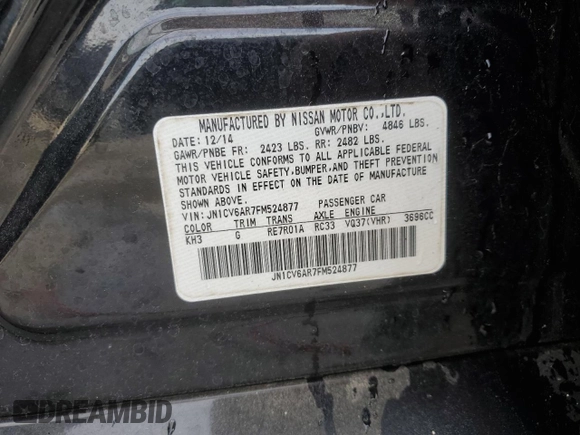 MANUFACTURED BY NISSAN MOTOR CO.,LTD.
DATE: 12/14 GVWR/PNBV: 4846 LBS.
GAWR/PNBE FR: 2423 LBS. RR: 2482 LBS.
THIS VEHICLE CONFORMS TO ALL APPLICABLE FEDERAL
MOTOR VEHICLE SAFETY,BUMPER,AND THEFT PREVENTION
STANDARDS IN EFFECT ON THE DATE OF MANUFACTURE
SHOWN ABOVE.
VIN: JN1CV6AR7FM524877 PASSENGER CAR
COLOR TRIM TRANS AXLE ENGINE
KH3 G RE7R01A RC33 VQ37(VHR) 3696CC
JN1CV6AR7FM524877
DREAMBID